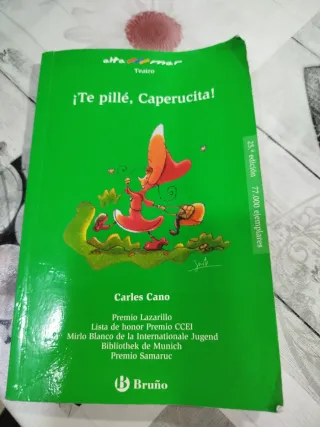 alta mar
Teatro
¡Te pillé, Caperucita!
25.ª edición 77.000 ejemplares
Carles Cano
Premio Lazarillo
Lista de honor Premio CCEI
Mirlo Blanco de la Internationale Jugend
Bibliothek de Munich
Premio Samaruc
Bruño